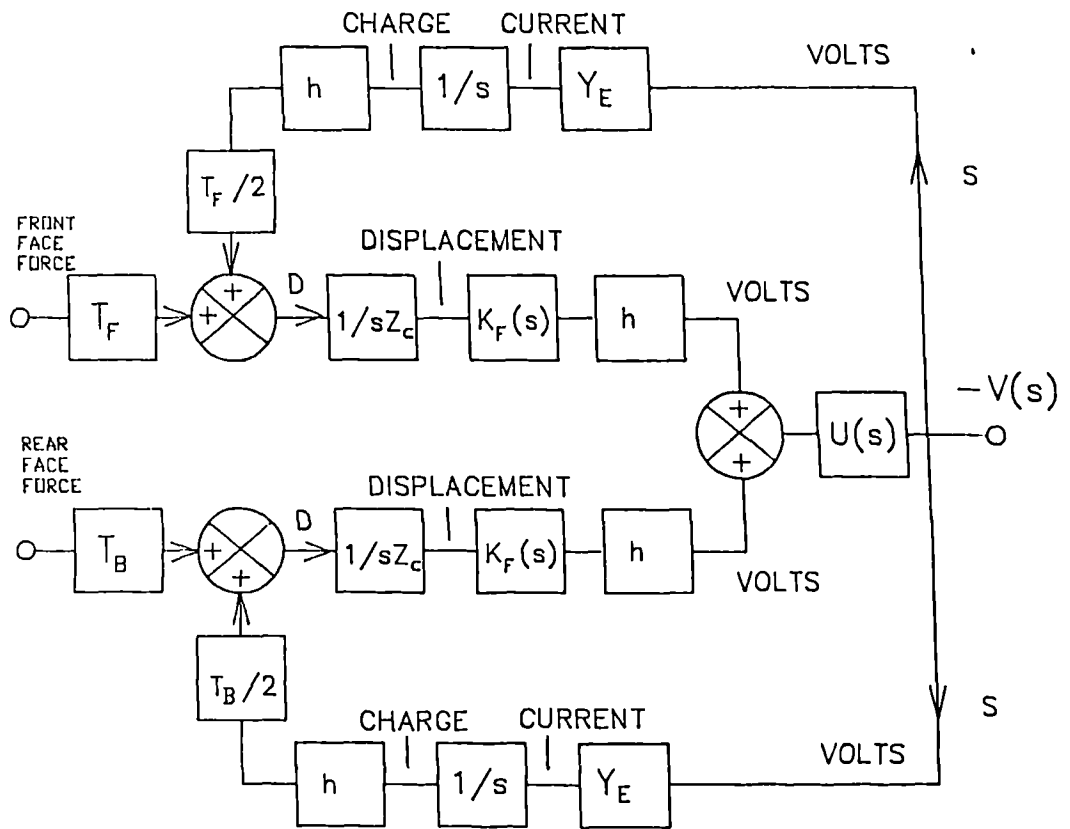 CHARGE
CURRENT
VOLTS
h
1/s
Y_E
T_F/2
S
FRONT
FACE
FORCE
T_F
+
+
D
DISPLACEMENT
1/sZ_c
K_F(s)
h
VOLTS
+
+
U(s)
-V(s)
REAR
FACE
FORCE
T_B
+
+
D
DISPLACEMENT
1/sZ_c
K_F(s)
h
VOLTS
T_B/2
S
CHARGE
CURRENT
VOLTS
h
1/s
Y_E